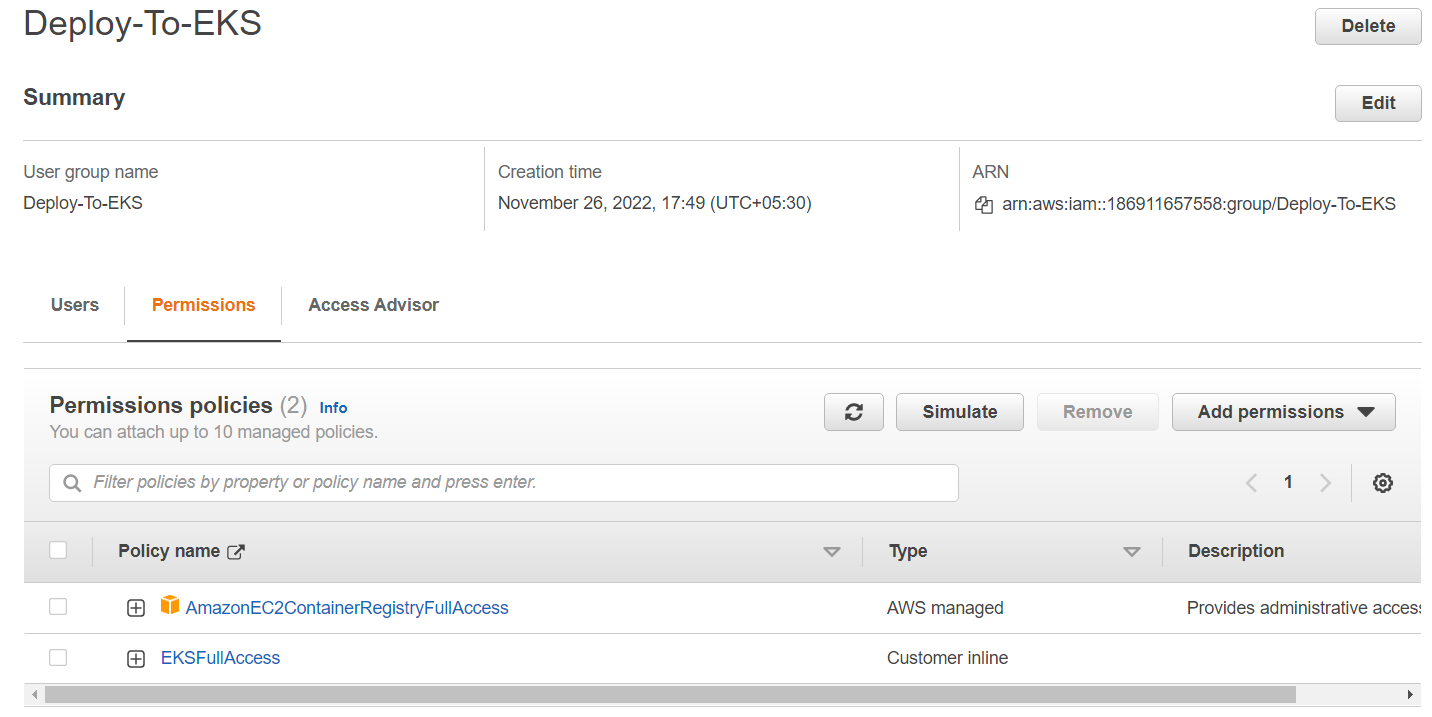 Deploy-To-EKS
Delete
Summary
Edit
User group name
Creation time
ARN
Deploy-To-EKS
November 26, 2022, 17:49 (UTC+05:30)
arn:aws:iam::186911657558:group/Deploy-To-EKS
Users
Permissions
Access Advisor
Permissions policies (2) Info
You can attach up to 10 managed policies.
Simulate
Remove
Add permissions
Filter policies by property or policy name and press enter.
1
Policy name
Type
Description
AmazonEC2ContainerRegistryFullAccess
AWS managed
Provides administrative access
EKSFullAccess
Customer inline